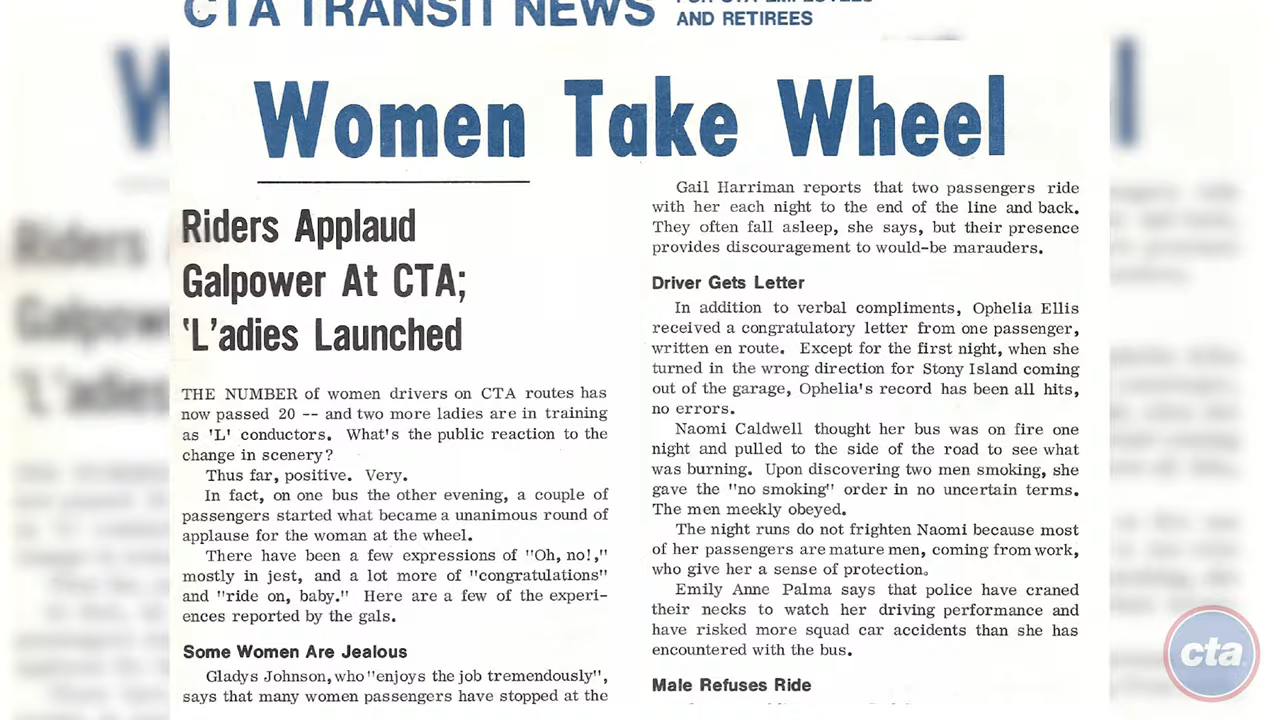 CTA TRANSIT NEWS
AND RETIREES
Women Take Wheel
Riders Applaud
Galpower At CTA;
'L'adies Launched
THE NUMBER of women drivers on CTA routes has
now passed 20 -- and two more ladies are in training
as 'L' conductors. What's the public reaction to the
change in scenery?
Thus far, positive. Very.
In fact, on one bus the other evening, a couple of
passengers started what became a unanimous round of
applause for the woman at the wheel.
There have been a few expressions of "Oh, no!,"
mostly in jest, and a lot more of "congratulations"
and "ride on, baby." Here are a few of the experi-
ences reported by the gals.
Some Women Are Jealous
Gladys Johnson, who "enjoys the job tremendously",
says that many women passengers have stopped at the
Gail Harriman reports that two passengers ride
with her each night to the end of the line and back.
They often fall asleep, she says, but their presence
provides discouragement to would-be marauders.
Driver Gets Letter
In addition to verbal compliments, Ophelia Ellis
received a congratulatory letter from one passenger,
written en route. Except for the first night, when she
turned in the wrong direction for Stony Island coming
out of the garage, Ophelia's record has been all hits,
no errors.
Naomi Caldwell thought her bus was on fire one
night and pulled to the side of the road to see what
was burning. Upon discovering two men smoking, she
gave the "no smoking" order in no uncertain terms.
The men meekly obeyed.
The night runs do not frighten Naomi because most
of her passengers are mature men, coming from work,
who give her a sense of protection.
Emily Anne Palma says that police have craned
their necks to watch her driving performance and
have risked more squad car accidents than she has
encountered with the bus.
Male Refuses Ride
cta